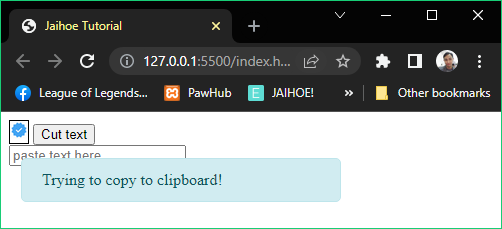 Jaihoe Tutorial
127.0.0.1:5500/index.h...
League of Legends...
PawHub
JAIHOE!
Other bookmarks
Cut text
paste text here
Trying to copy to clipboard!